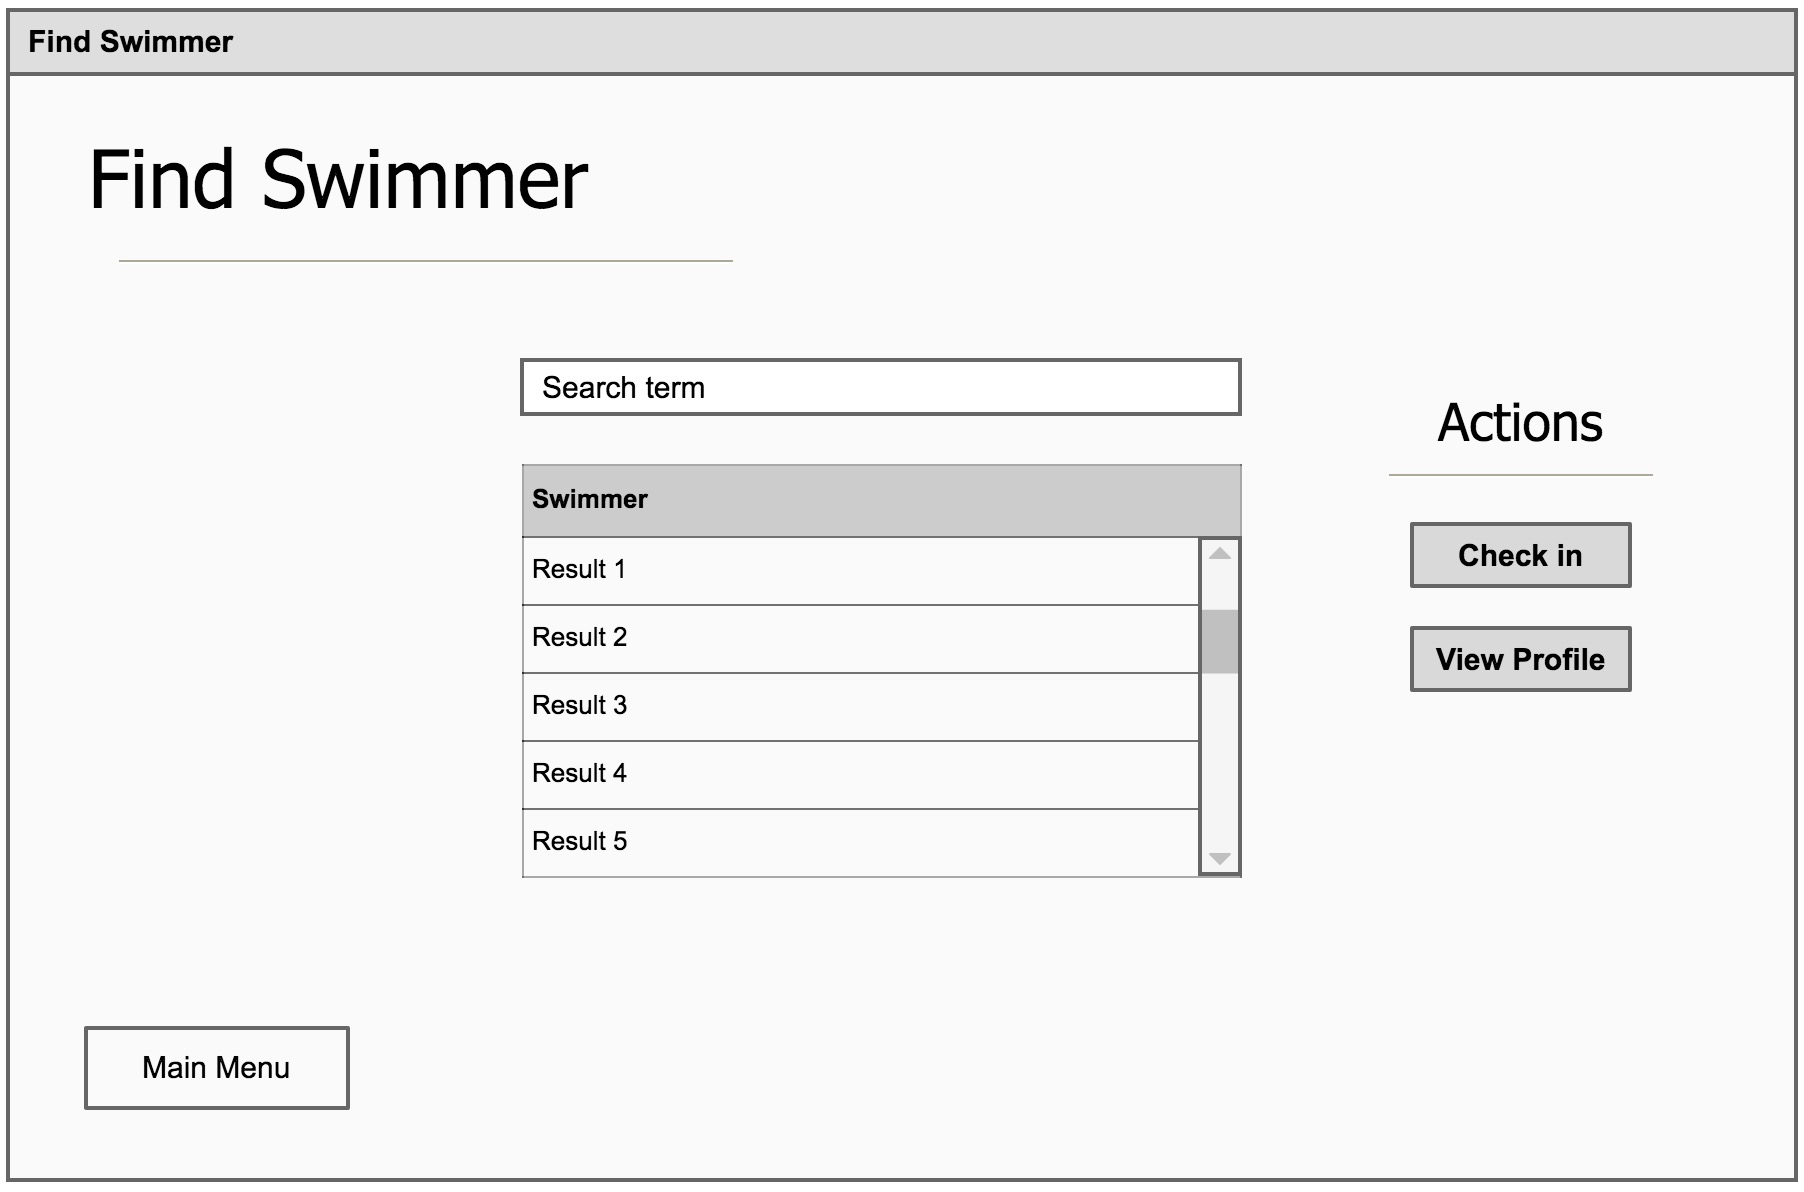 Find Swimmer
Find Swimmer
Search term
Swimmer
Result 1
Result 2
Result 3
Result 4
Result 5
Actions
Check in
View Profile
Main Menu